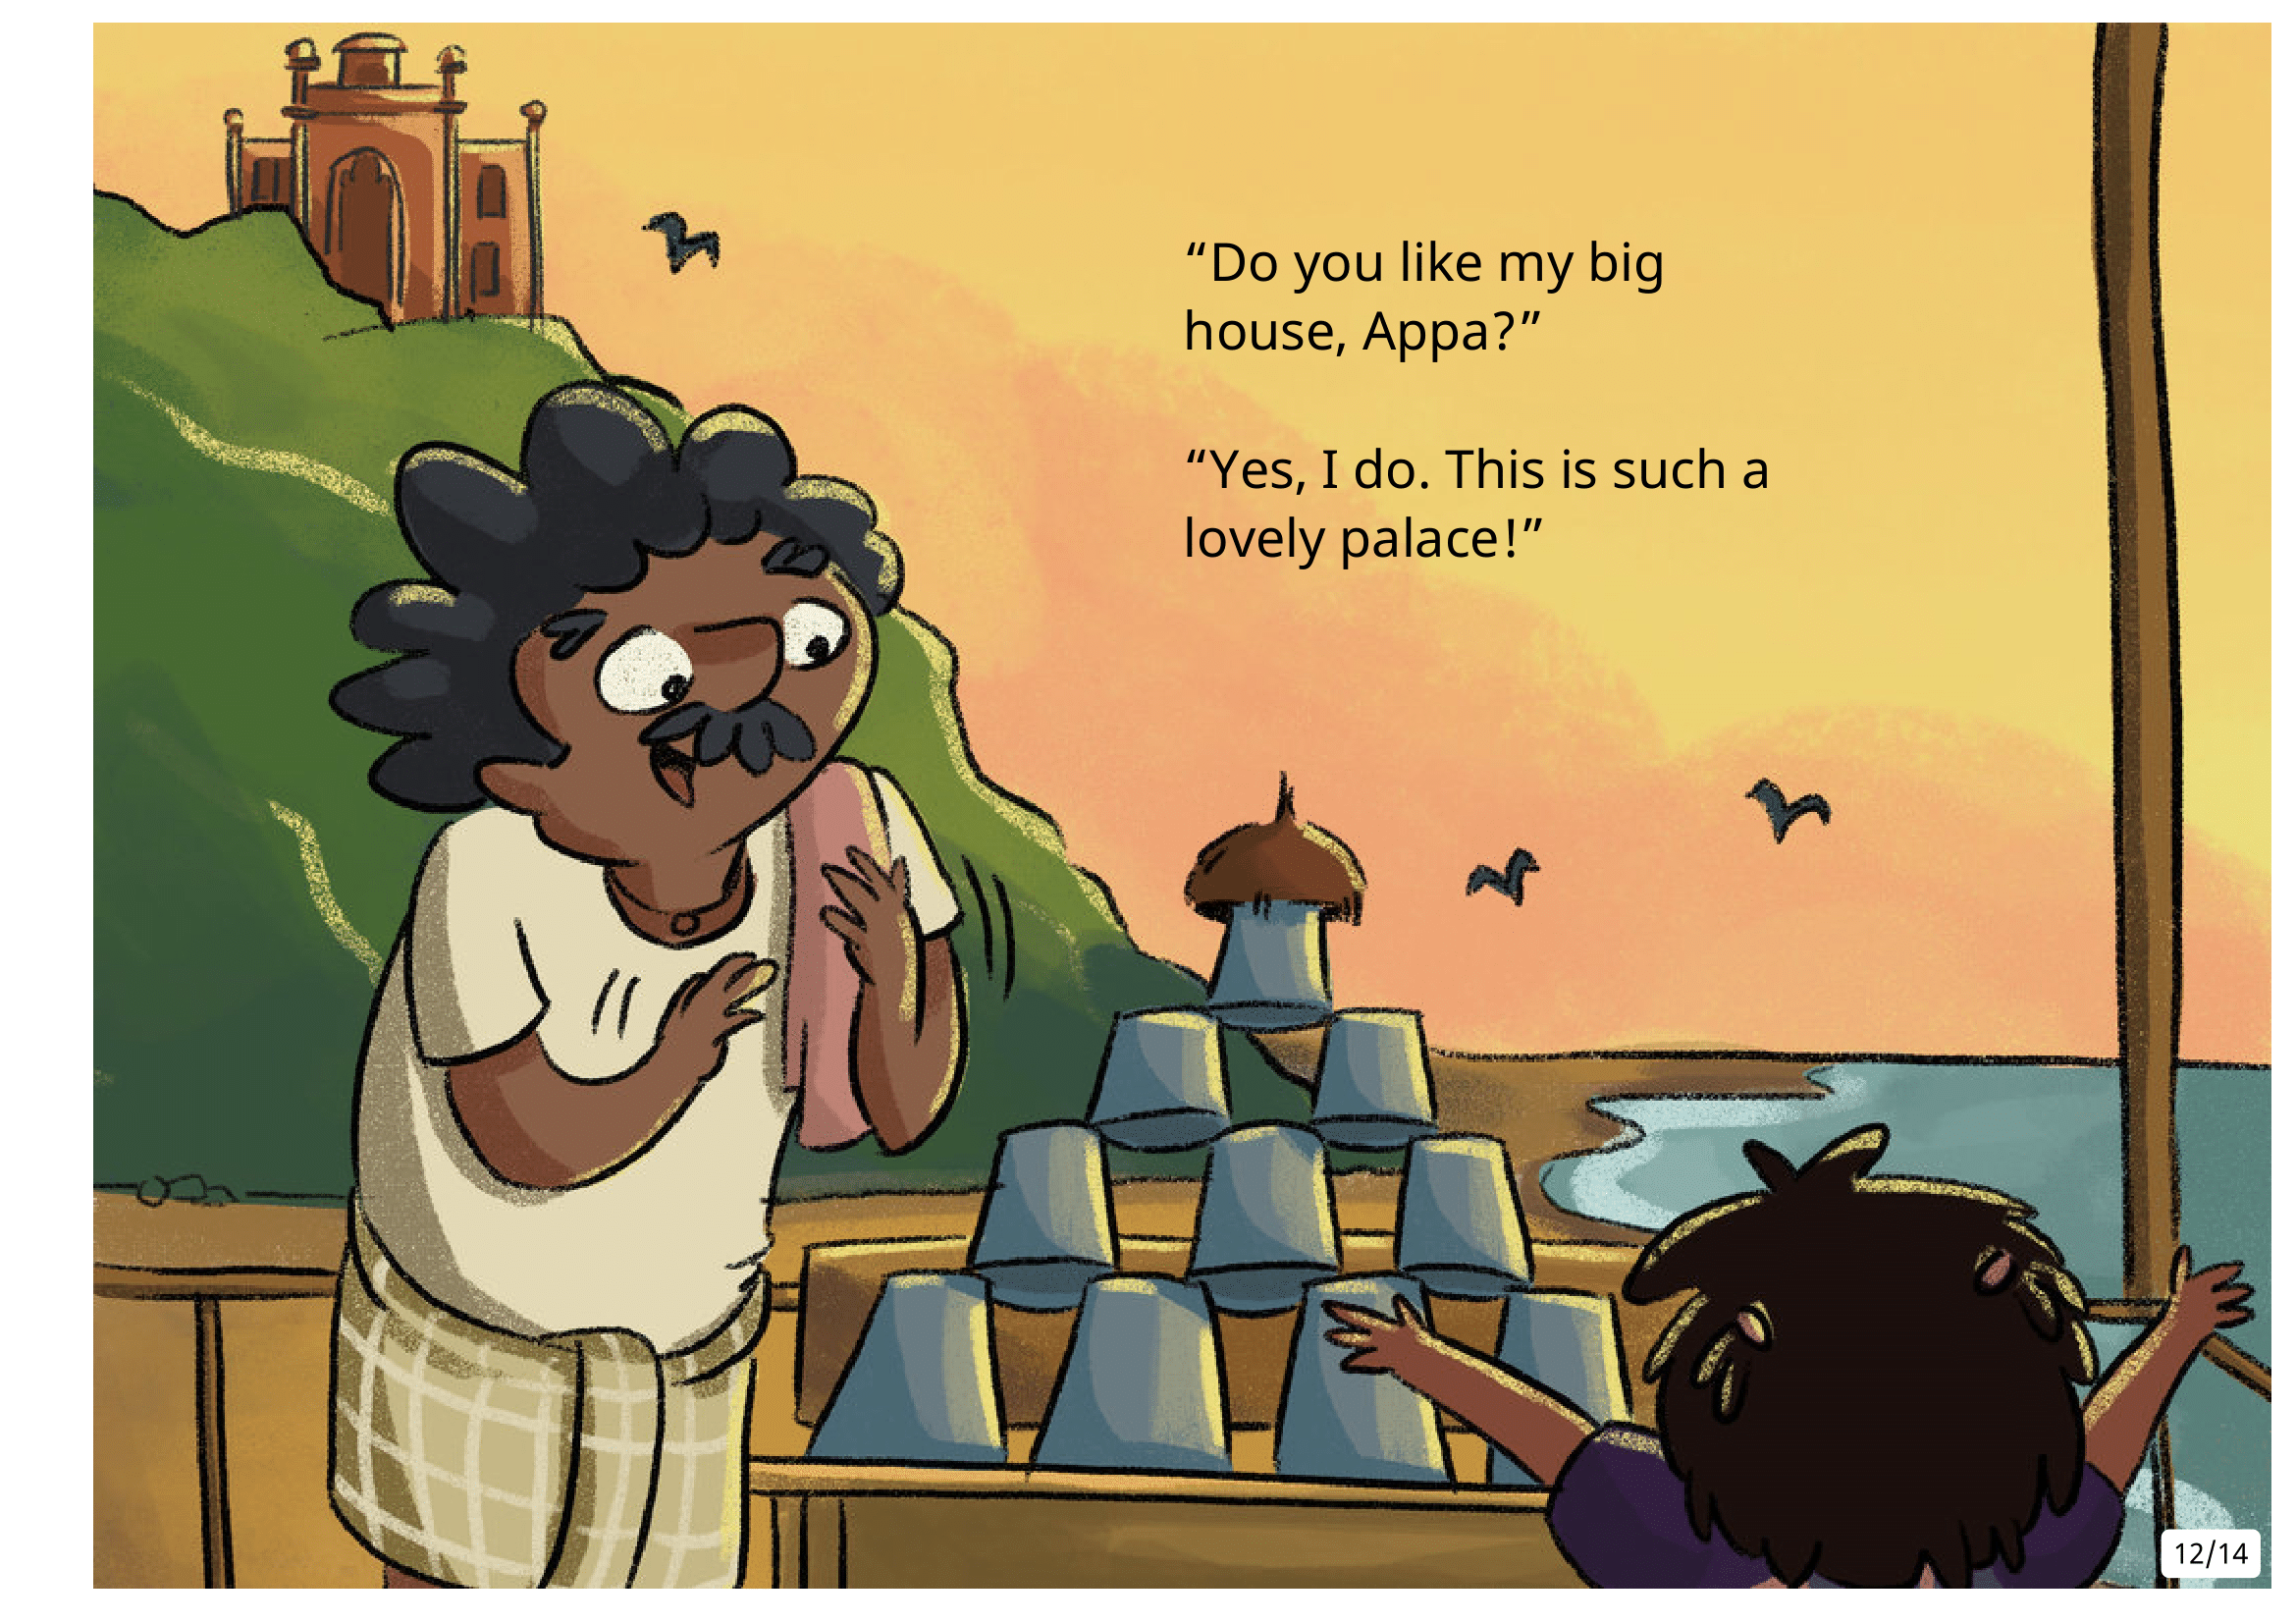 “Do you like my big
house, Appa?”
“Yes, I do. This is such a
lovely palace!”
12/14